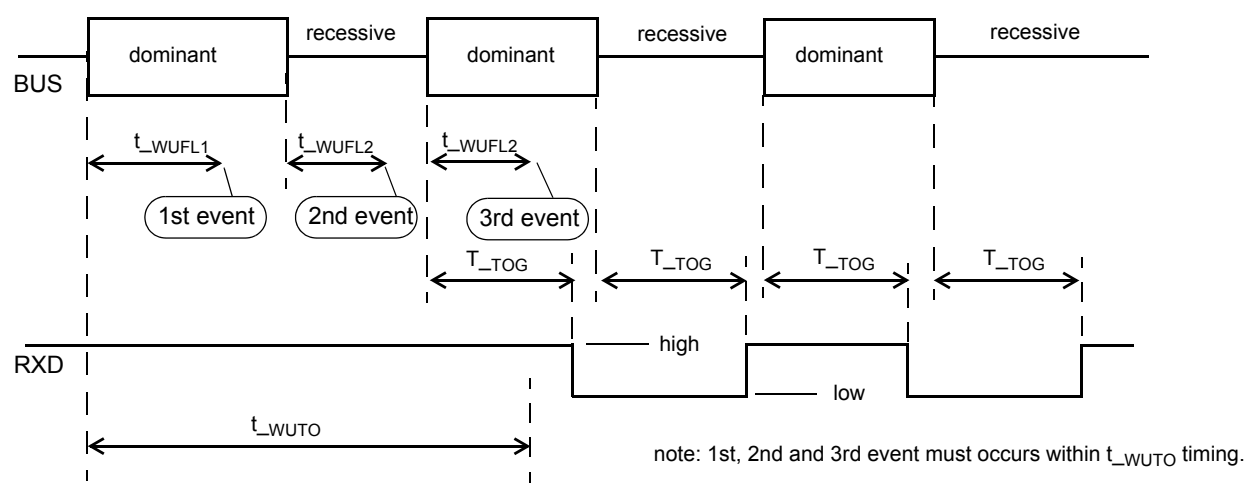 dominant
recessive
dominant
recessive
dominant
recessive
BUS
t_WUFL1
t_WUFL2
t_WUFL2
1st event
2nd event
3rd event
T_TOG
T_TOG
T_TOG
T_TOG
RXD
high
low
t_WUTO
note: 1st, 2nd and 3rd event must occurs within t_WUTO timing.